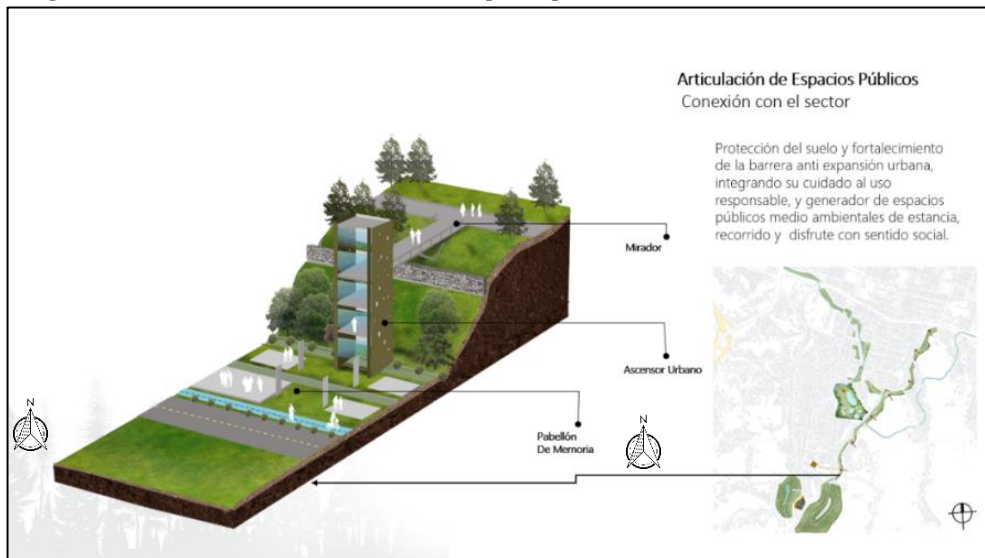 Articulación de Espacios Públicos
Conexión con el sector
Protección del suelo y fortalecimiento
de la barrera anti expansión urbana,
integrando su cuidado al uso
responsable, y generador de espacios
públicos medio ambientales de estancia,
recorrido y disfrute con sentido social.
Mirador
Ascensor Urbano
Pabellón
De Memoria
N
N